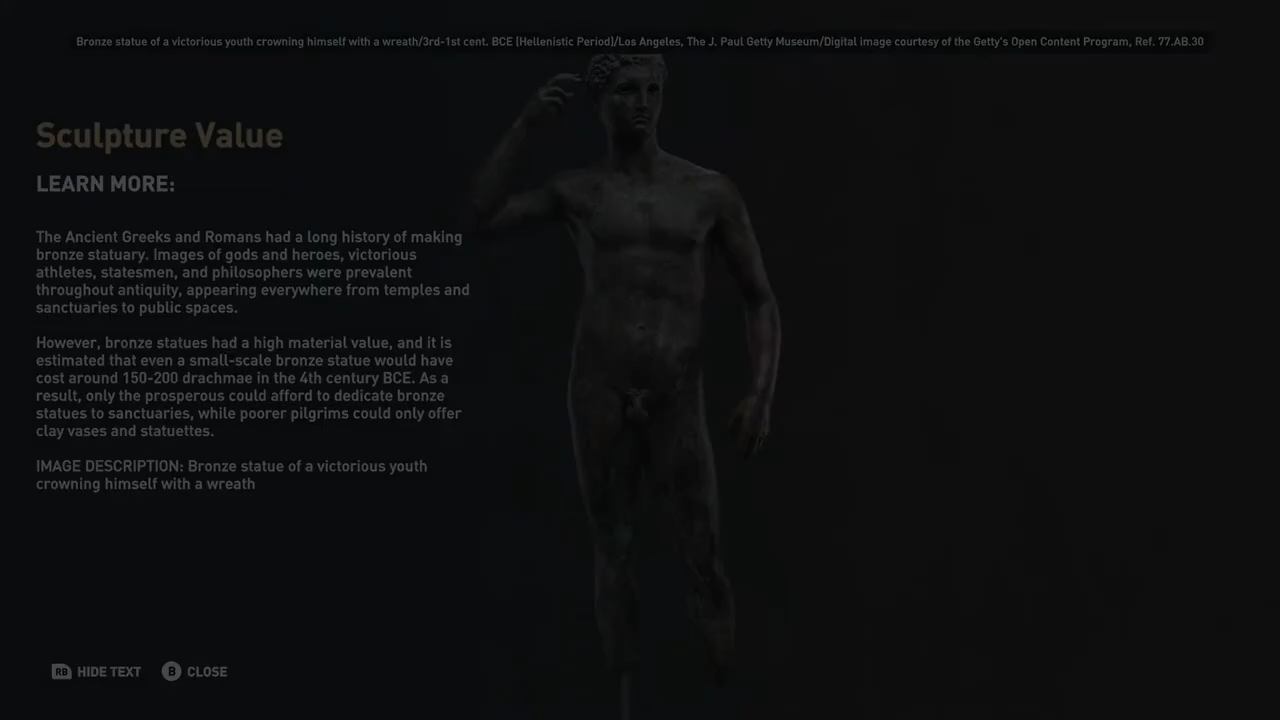 Bronze statue of a victorious youth crowning himself with a wreath/3rd-1st cent. BCE (Hellenistic Period)/Los Angeles, The J. Paul Getty Museum/Digital image courtesy of the Getty's Open Content Program, Ref. 77.AB.30
Sculpture Value
LEARN MORE:
The Ancient Greeks and Romans had a long history of making
bronze statuary. Images of gods and heroes, victorious
athletes, statesmen, and philosophers were prevalent
throughout antiquity, appearing everywhere from temples and
sanctuaries to public spaces.
However, bronze statues had a high material value, and it is
estimated that even a small-scale bronze statue would have
cost around 150-200 drachmae in the 4th century BCE. As a
result, only the prosperous could afford to dedicate bronze
statues to sanctuaries, while poorer pilgrims could only offer
clay vases and statuettes.
IMAGE DESCRIPTION: Bronze statue of a victorious youth
crowning himself with a wreath
RB HIDE TEXT B CLOSE